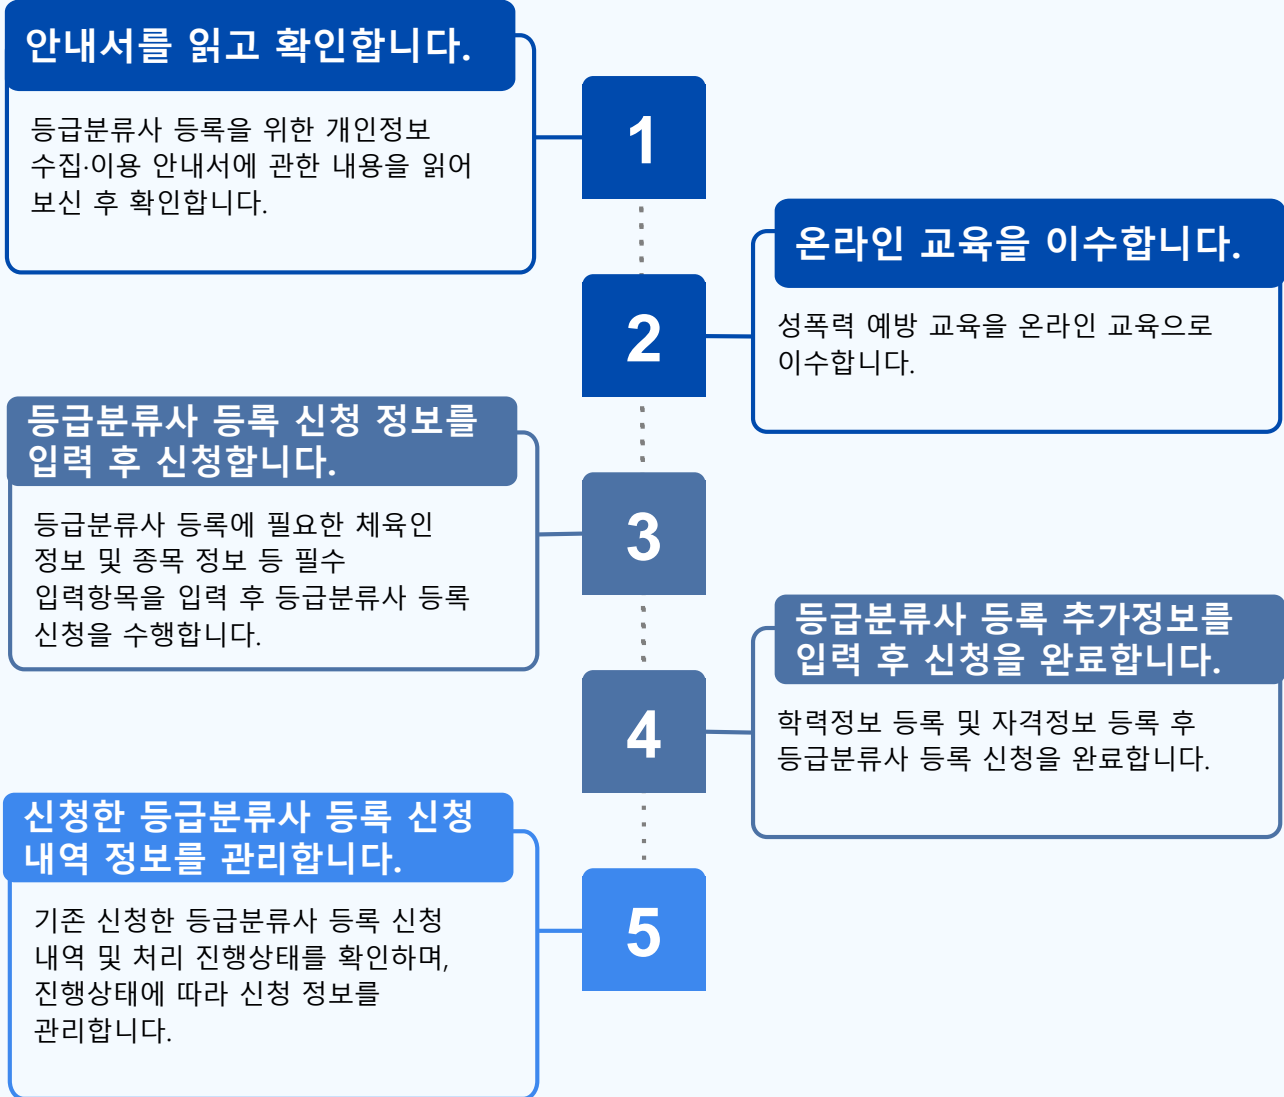 안내서를 읽고 확인합니다.
등급분류사 등록을 위한 개인정보
수집·이용 안내서에 관한 내용을 읽어
보신 후 확인합니다.
1
온라인 교육을 이수합니다.
성폭력 예방 교육을 온라인 교육으로
이수합니다.
2
등급분류사 등록 신청 정보를
입력 후 신청합니다.
등급분류사 등록에 필요한 체육인
정보 및 종목 정보 등 필수
입력항목을 입력 후 등급분류사 등록
신청을 수행합니다.
3
등급분류사 등록 추가정보를
입력 후 신청을 완료합니다.
학력정보 등록 및 자격정보 등록 후
등급분류사 등록 신청을 완료합니다.
4
신청한 등급분류사 등록 신청
내역 정보를 관리합니다.
기존 신청한 등급분류사 등록 신청
내역 및 처리 진행상태를 확인하며,
진행상태에 따라 신청 정보를
관리합니다.
5